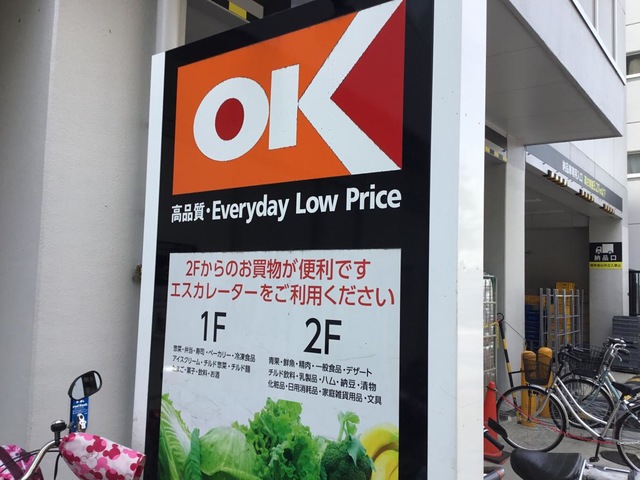 OK
高品質・Everyday Low Price
2Fからのお買物が便利です
エスカレーターをご利用ください
1F
惣菜・弁当・寿司・ベーカリー・冷凍食品
アイスクリーム・チルド惣菜・チルド麺
たまご・菓子・飲料・お酒
2F
青果・鮮魚・精肉・一般食品・デザート
チルド飲料・乳製品・ハム・納豆・漬物
化粧品・日用消耗品・家庭雑貨用品・文具
納品口